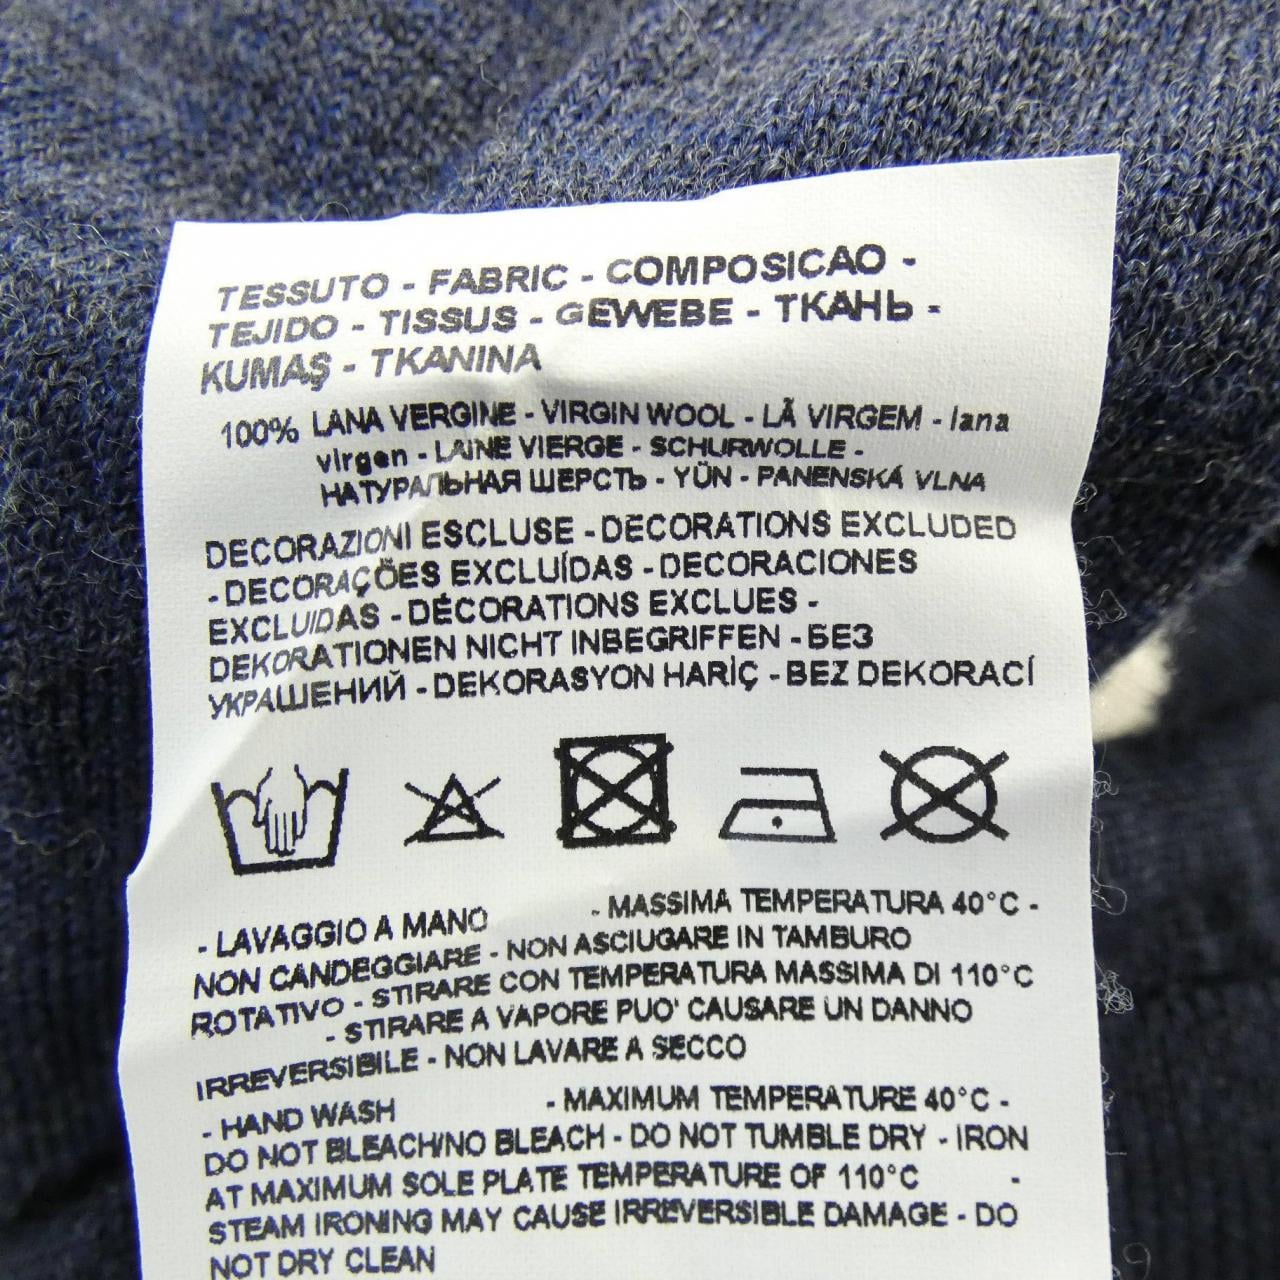 TESSUTO - FABRIC - COMPOSICAO -
TEJIDO - TISSUS - GEWEBE - ТКАНЬ -
KUMAŞ - TKANINA
100% LANA VERGINE - VIRGIN WOOL - LÃ VIRGEM - lana
virgen - LAINE VIERGE - SCHURWOLLE -
НАТУРАЛЬНАЯ ШЕРСТЬ - YÜN - PANENSKÁ VLNA
DECORAZIONI ESCLUSE - DECORATIONS EXCLUDED
- DECORAÇÕES EXCLUÍDAS - DECORACIONES
EXCLUIDAS - DÉCORATIONS EXCLUES -
DEKORATIONEN NICHT INBEGRIFFEN - БЕЗ
УКРАШЕНИЙ - DEKORASYON HARİÇ - BEZ DEKORACÍ
- LAVAGGIO A MANO - MASSIMA TEMPERATURA 40°C -
NON CANDEGGIARE - NON ASCIUGARE IN TAMBURO
ROTATIVO - STIRARE CON TEMPERATURA MASSIMA DI 110°C
- STIRARE A VAPORE PUO' CAUSARE UN DANNO
IRREVERSIBILE - NON LAVARE A SECCO
- HAND WASH - MAXIMUM TEMPERATURE 40°C -
DO NOT BLEACH/NO BLEACH - DO NOT TUMBLE DRY - IRON
AT MAXIMUM SOLE PLATE TEMPERATURE OF 110°C -
STEAM IRONING MAY CAUSE IRREVERSIBLE DAMAGE - DO
NOT DRY CLEAN